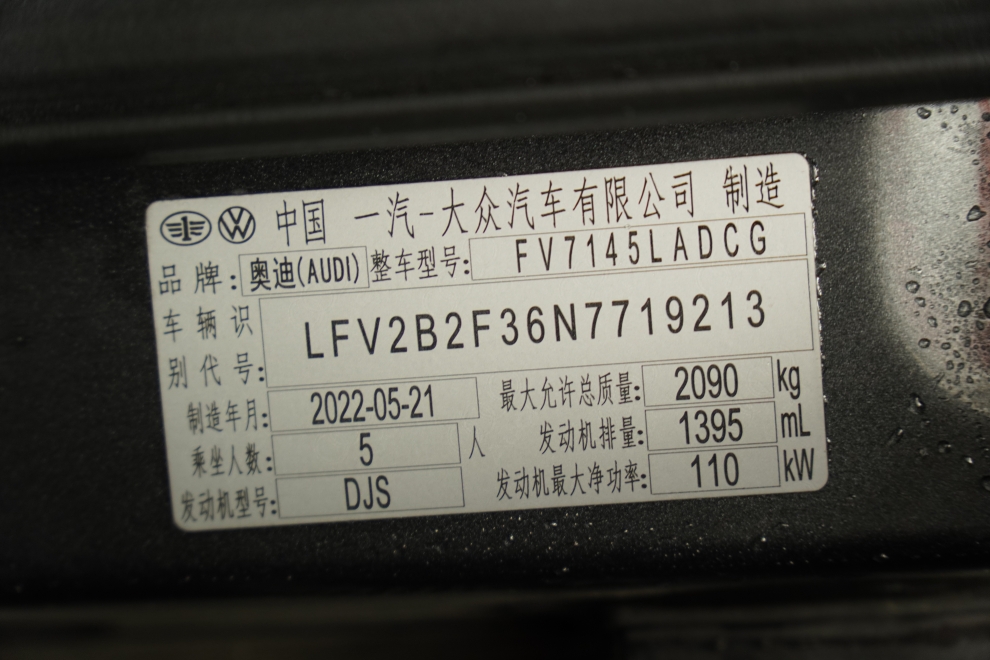 中国 一汽-大众汽车有限公司 制造
品牌: 奥迪(AUDI) 整车型号: FV7145LADCG
车辆识别代号: LFV2B2F36N7719213
制造年月: 2022-05-21 最大允许总质量: 2090 kg
乘坐人数: 5 人 发动机排量: 1395 mL
发动机型号: DJS 发动机最大净功率: 110 kW